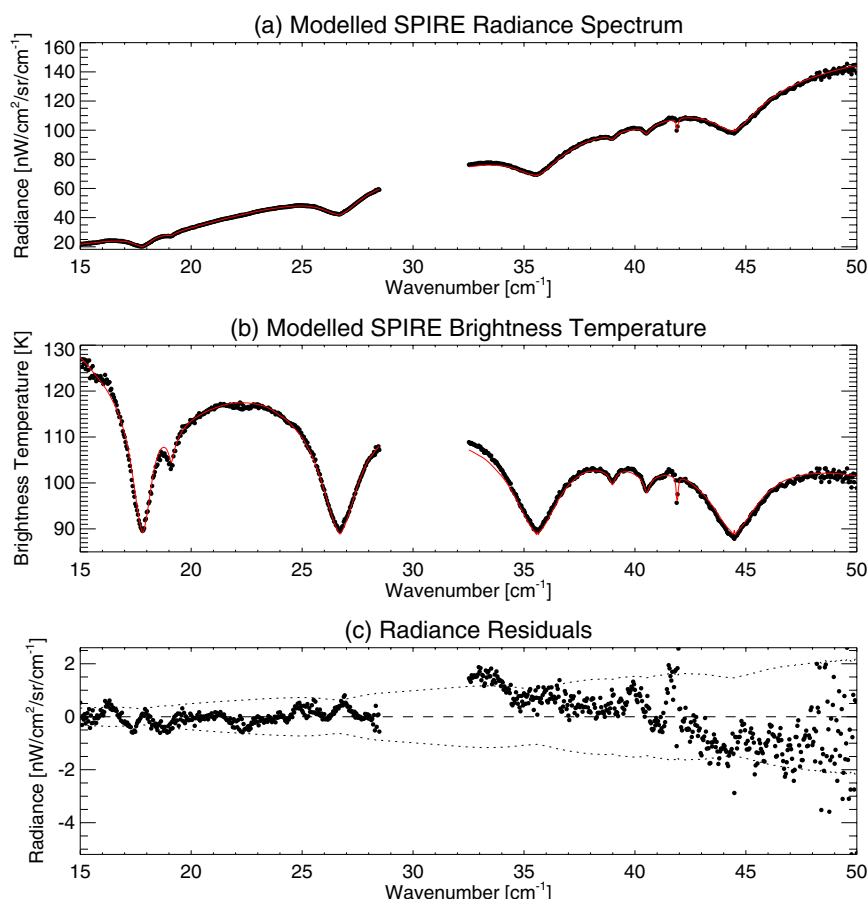 (a) Modelled SPIRE Radiance Spectrum
Radiance [nW/cm²/sr/cm⁻¹]
160
140
120
100
80
60
40
20
15 20 25 30 35 40 45 50
Wavenumber [cm⁻¹]
(b) Modelled SPIRE Brightness Temperature
Brightness Temperature [K]
130
120
110
100
90
15 20 25 30 35 40 45 50
Wavenumber [cm⁻¹]
(c) Radiance Residuals
Radiance [nW/cm²/sr/cm⁻¹]
2
0
-2
-4
15 20 25 30 35 40 45 50
Wavenumber [cm⁻¹]